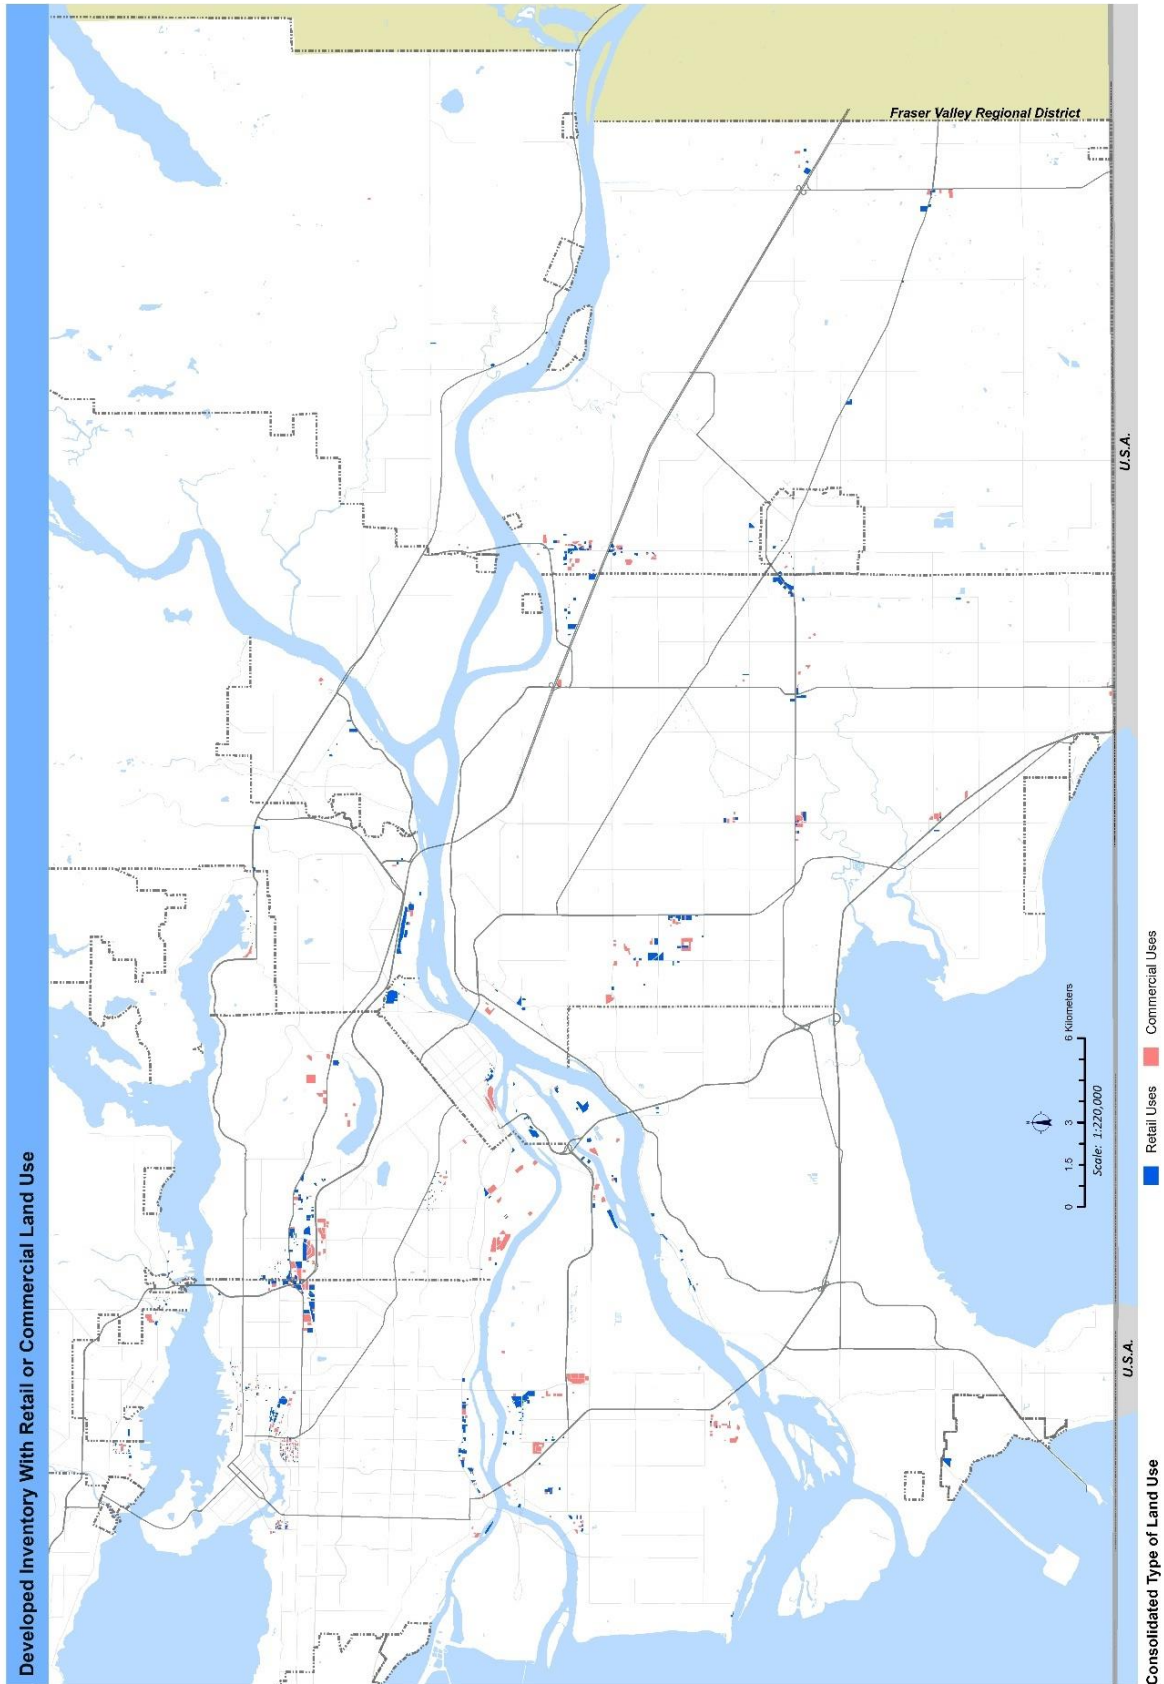 Developed Inventory With Retail or Commercial Land Use
Fraser Valley Regional District
0 1.5 3 6 Kilometers
Scale: 1:220,000
U.S.A.
U.S.A.
Consolidated Type of Land Use
Retail Uses
Commercial Uses